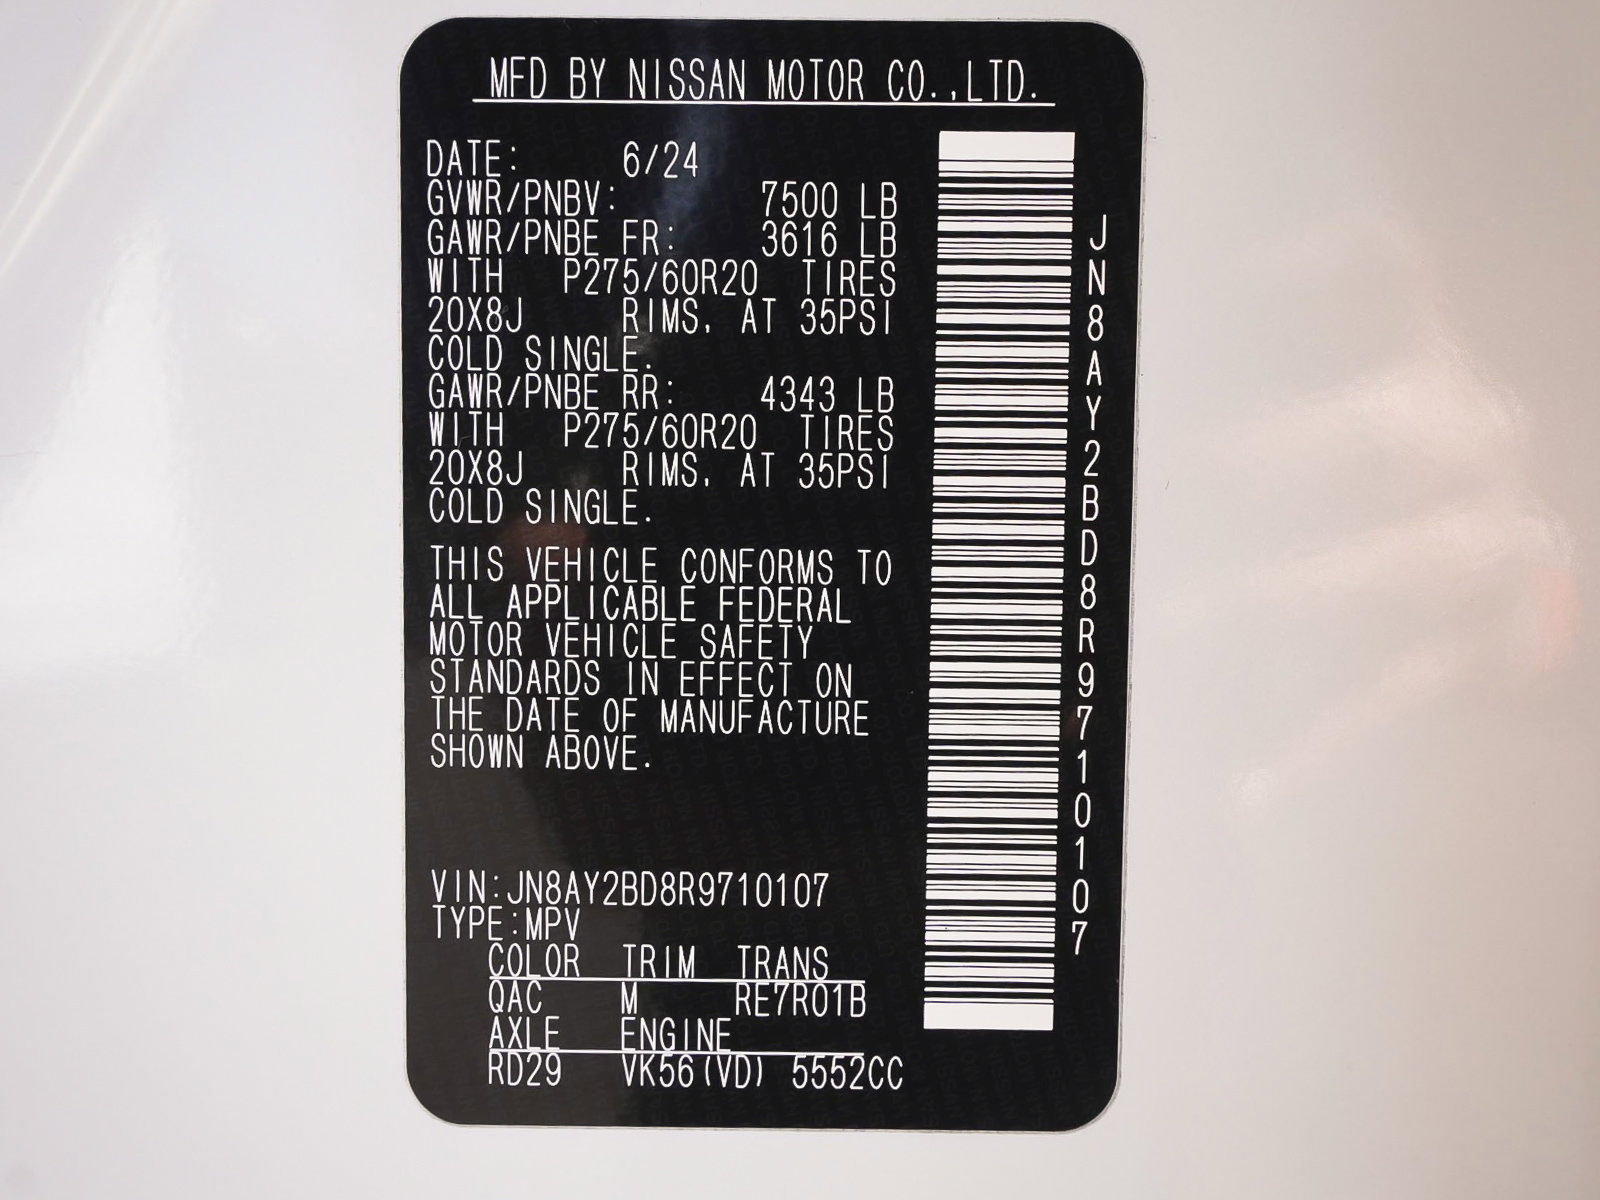 MFD BY NISSAN MOTOR CO.,LTD.
DATE: 6/24
GVWR/PNBV: 7500 LB
GAWR/PNBE FR: 3616 LB
WITH P275/60R20 TIRES
20X8J RIMS, AT 35PSI
COLD SINGLE.
GAWR/PNBE RR: 4343 LB
WITH P275/60R20 TIRES
20X8J RIMS, AT 35PSI
COLD SINGLE.
THIS VEHICLE CONFORMS TO
ALL APPLICABLE FEDERAL
MOTOR VEHICLE SAFETY
STANDARDS IN EFFECT ON
THE DATE OF MANUFACTURE
SHOWN ABOVE.
VIN:JN8AY2BD8R9710107
TYPE:MPV
COLOR TRIM TRANS
QAC M RE7R01B
AXLE ENGINE
RD29 VK56(VD) 5552CC
JN8AY2BD8R9710107